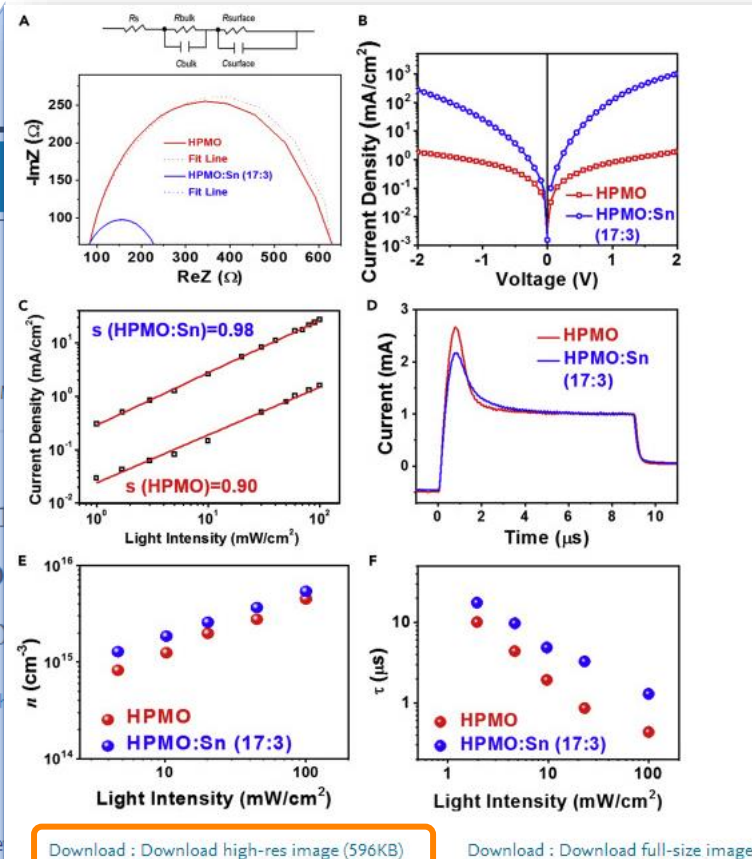 A
Rs Rbulk Rsurface
Cbulk Csurface
-ImZ (Ω)
250
200
150
100
HPMO
Fit Line
HPMO:Sn (17:3)
Fit Line
100 200 300 400 500 600
ReZ (Ω)
B
Current Density (mA/cm²)
10³
10²
10¹
10⁰
10⁻¹
10⁻²
10⁻³
HPMO
HPMO:Sn
(17:3)
-2 -1 0 1 2
Voltage (V)
C
Current Density (mA/cm²)
10¹
10⁰
10⁻¹
10⁻²
s (HPMO:Sn)=0.98
s (HPMO)=0.90
10⁰ 10¹ 10²
Light Intensity (mW/cm²)
D
Current (mA)
3
2
1
0
HPMO
HPMO:Sn
(17:3)
0 2 4 6 8 10
Time (μs)
E
n (cm⁻³)
10¹⁶
10¹⁵
10¹⁴
HPMO
HPMO:Sn (17:3)
10 100
Light Intensity (mW/cm²)
F
τ (μs)
10
1
HPMO
HPMO:Sn (17:3)
1 10 100
Light Intensity (mW/cm²)
Download : Download high-res image (596KB)
Download : Download full-size image